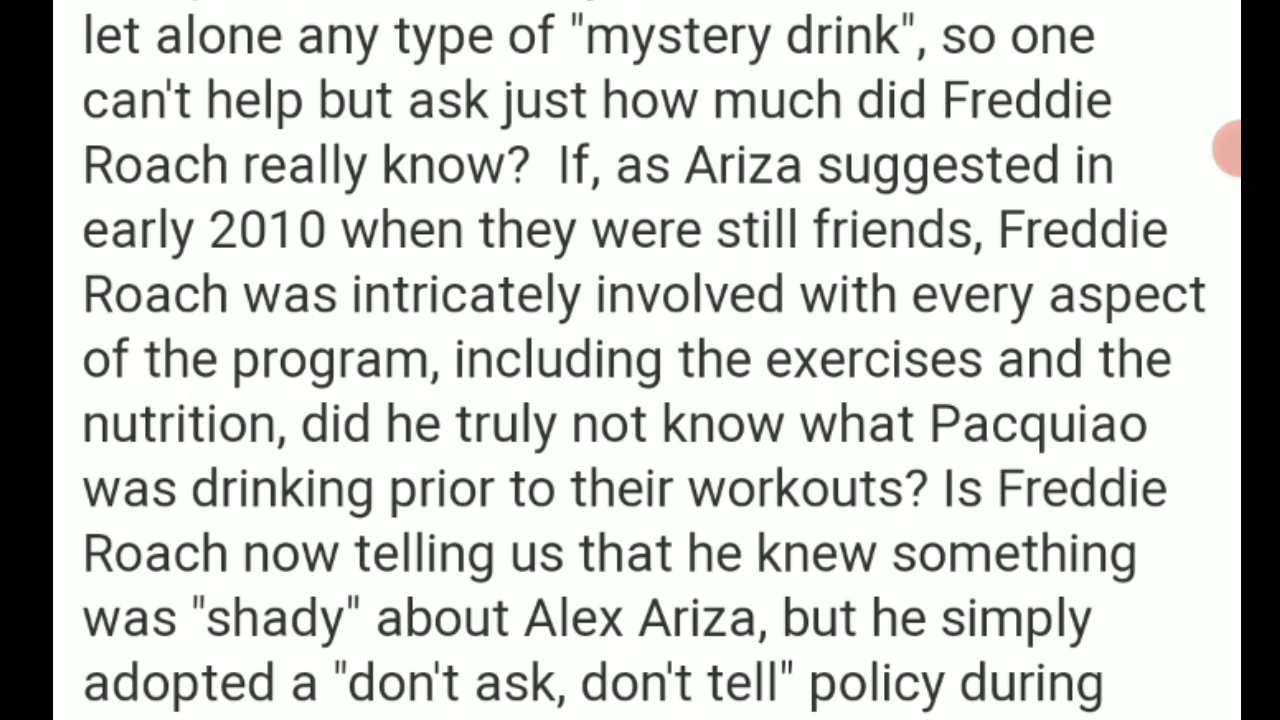 let alone any type of "mystery drink", so one
can't help but ask just how much did Freddie
Roach really know?  If, as Ariza suggested in
early 2010 when they were still friends, Freddie
Roach was intricately involved with every aspect
of the program, including the exercises and the
nutrition, did he truly not know what Pacquiao
was drinking prior to their workouts? Is Freddie
Roach now telling us that he knew something
was "shady" about Alex Ariza, but he simply
adopted a "don't ask, don't tell" policy during